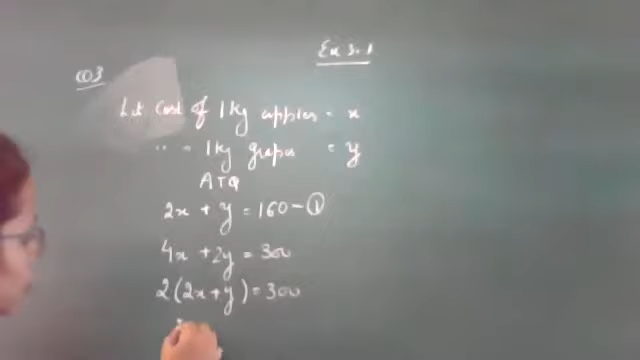 Ex 3.1
Q3
Let Cost of 1kg apples = x
" " 1kg grapes = y
ATQ
2x + y = 160 - ①
4x + 2y = 300
2(2x + y) = 300